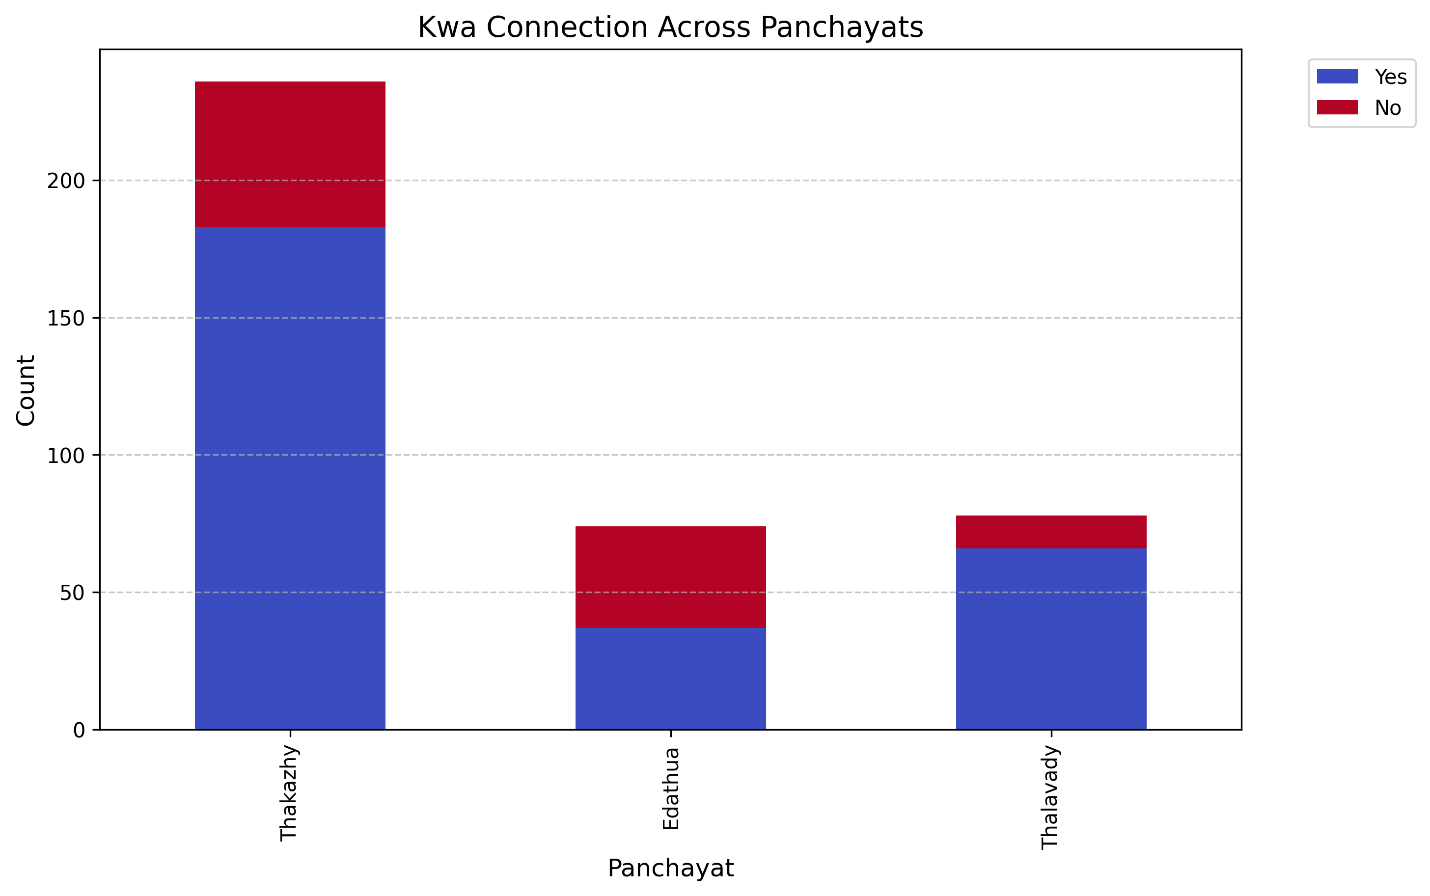 Kwa Connection Across Panchayats
Yes
No
200
150
100
50
0
Count
Thakazhy
Edathua
Thalavady
Panchayat